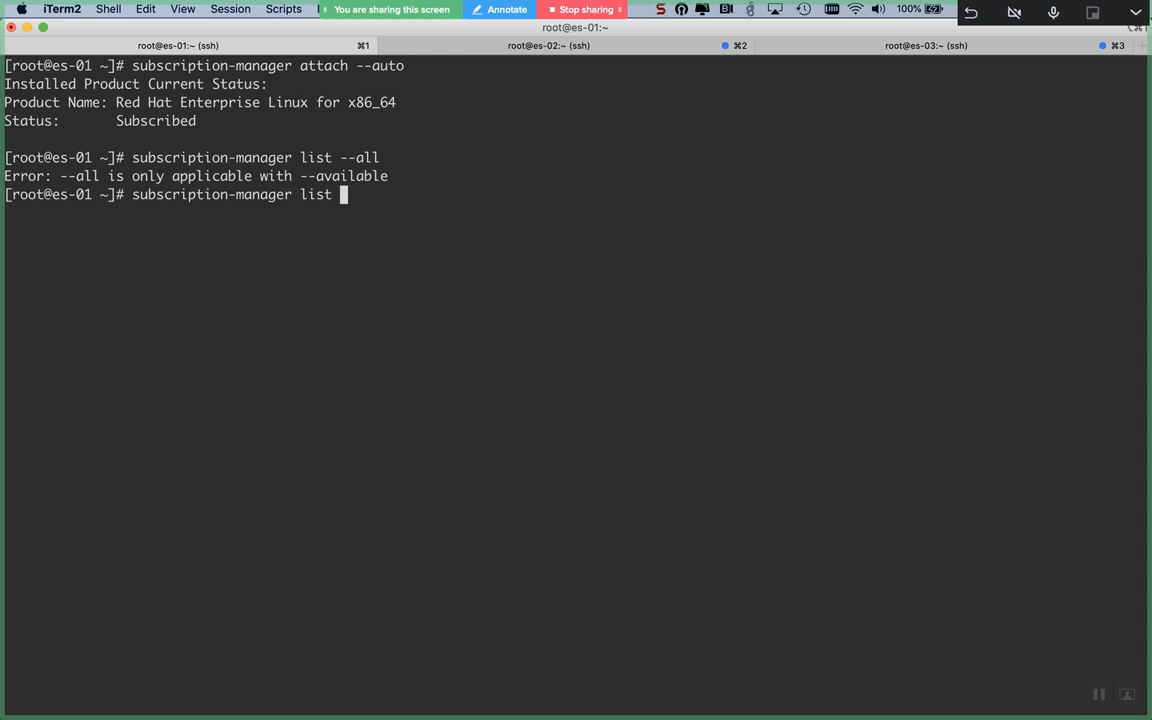 iTerm2 Shell Edit View Session Scripts You are sharing this screen Annotate Stop sharing 100%
root@es-01:~
root@es-01:~ (ssh) ⌘1 root@es-02:~ (ssh) ⌘2 root@es-03:~ (ssh) ⌘3
[root@es-01 ~]# subscription-manager attach --auto
Installed Product Current Status:
Product Name: Red Hat Enterprise Linux for x86_64
Status: Subscribed
[root@es-01 ~]# subscription-manager list --all
Error: --all is only applicable with --available
[root@es-01 ~]# subscription-manager list